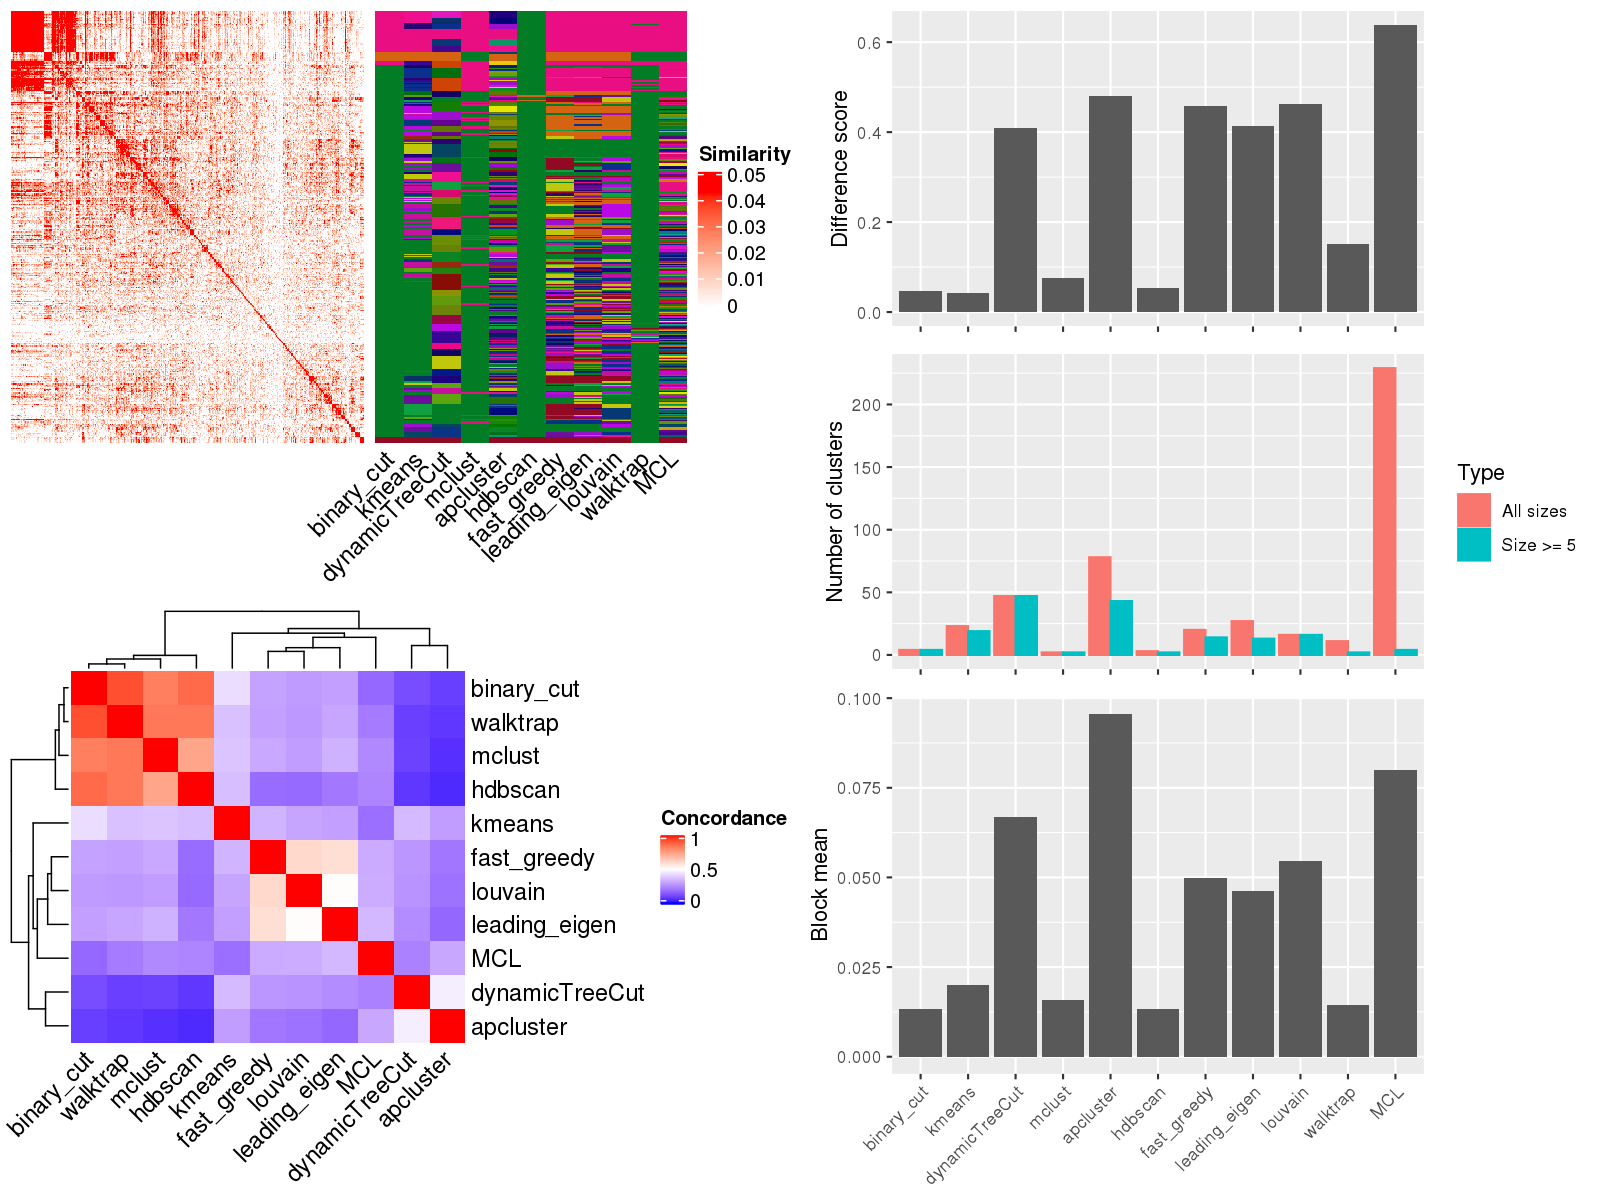 Similarity
0.05
0.04
0.03
0.02
0.01
0
binary_cut
kmeans
dynamicTreeCut
mclust
apcluster
hdbscan
fast_greedy
leading_eigen
louvain
walktrap
MCL
binary_cut
walktrap
mclust
hdbscan
kmeans
fast_greedy
louvain
leading_eigen
MCL
dynamicTreeCut
apcluster
binary_cut
walktrap
mclust
hdbscan
kmeans
fast_greedy
louvain
leading_eigen
MCL
dynamicTreeCut
apcluster
Concordance
1
0.5
0
Difference score
0.6
0.4
0.2
0.0
Number of clusters
200
150
100
50
0
Type
All sizes
Size >= 5
Block mean
0.100
0.075
0.050
0.025
0.000
binary_cut
kmeans
dynamicTreeCut
mclust
apcluster
hdbscan
fast_greedy
leading_eigen
louvain
walktrap
MCL